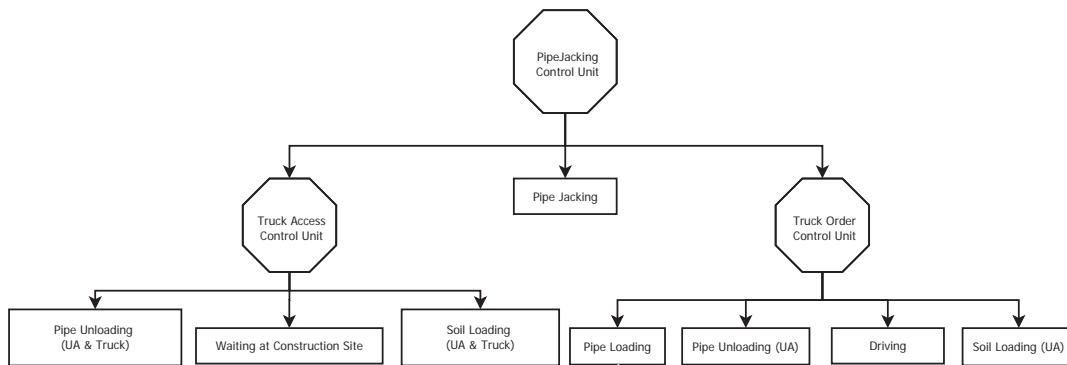 PipeJacking
Control Unit
Truck Access
Control Unit
Pipe Jacking
Truck Order
Control Unit
Pipe Unloading
(UA & Truck)
Waiting at Construction Site
Soil Loading
(UA & Truck)
Pipe Loading
Pipe Unloading (UA)
Driving
Soil Loading (UA)